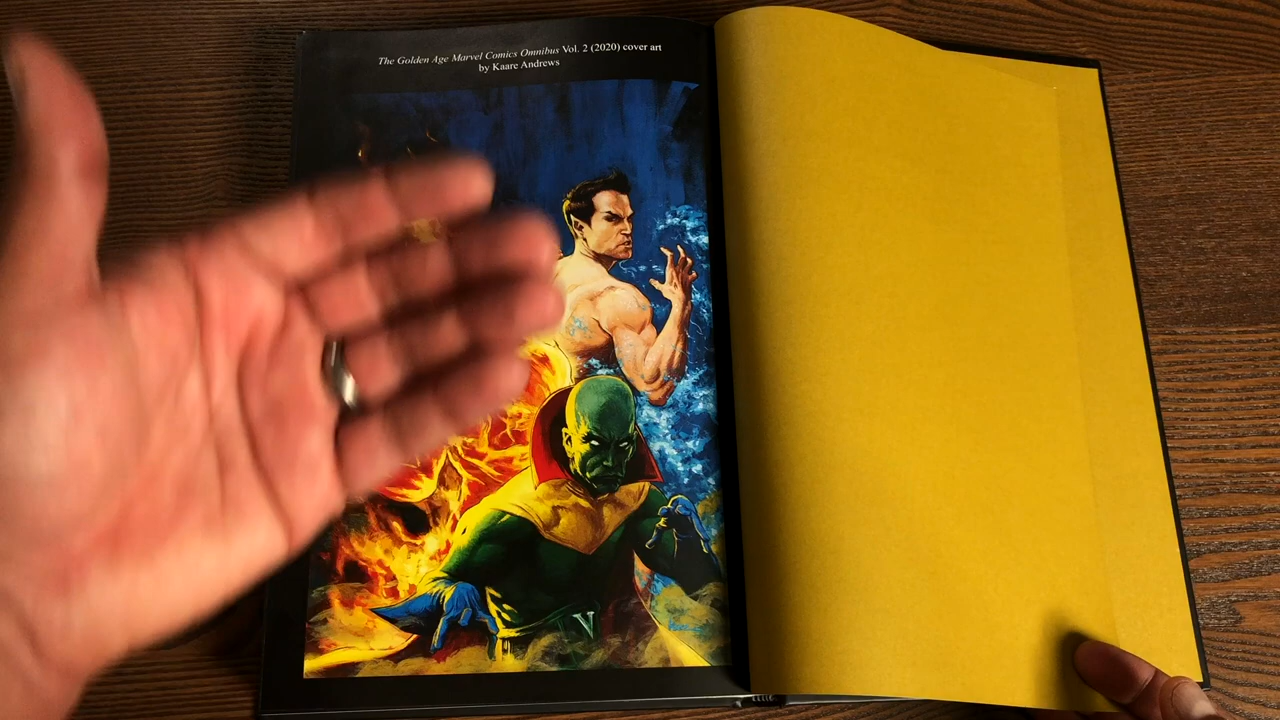 The Golden Age Marvel Comics Omnibus Vol. 2 (2020) cover art
by Kaare Andrews
V